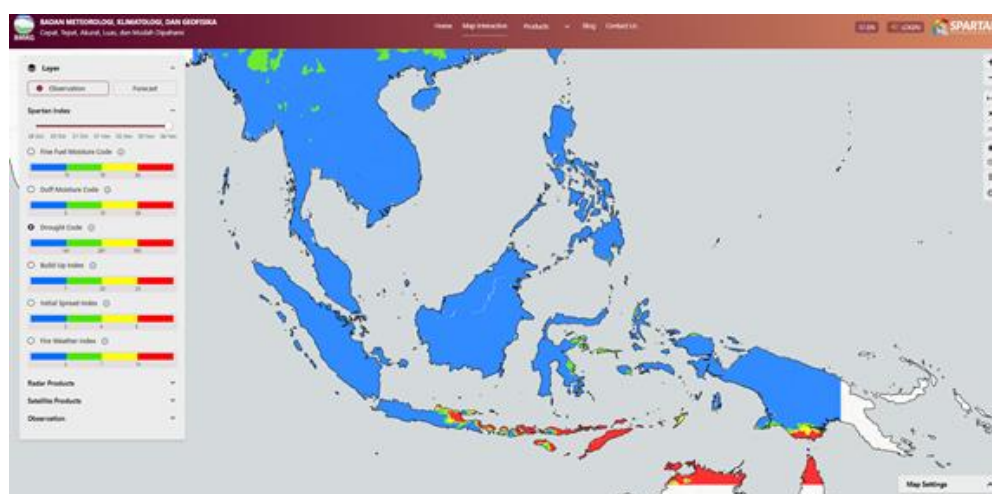 BADAN METEOROLOGI, KLIMATOLOGI, DAN GEOFISIKA
Cepat, Tepat, Akurat, Luas, dan Mudah Dipahami
BMKG
Home Map Interaction Products Blog Contact Us
EN LOGIN SPARTAN
Layer
Observation Forecast
Spartan Index
Fine Fuel Moisture Code
Duff Moisture Code
Drought Code
Build Up Index
Initial Spread Index
Fire Weather Index
Radar Products
Satellite Products
Observation
Map Settings